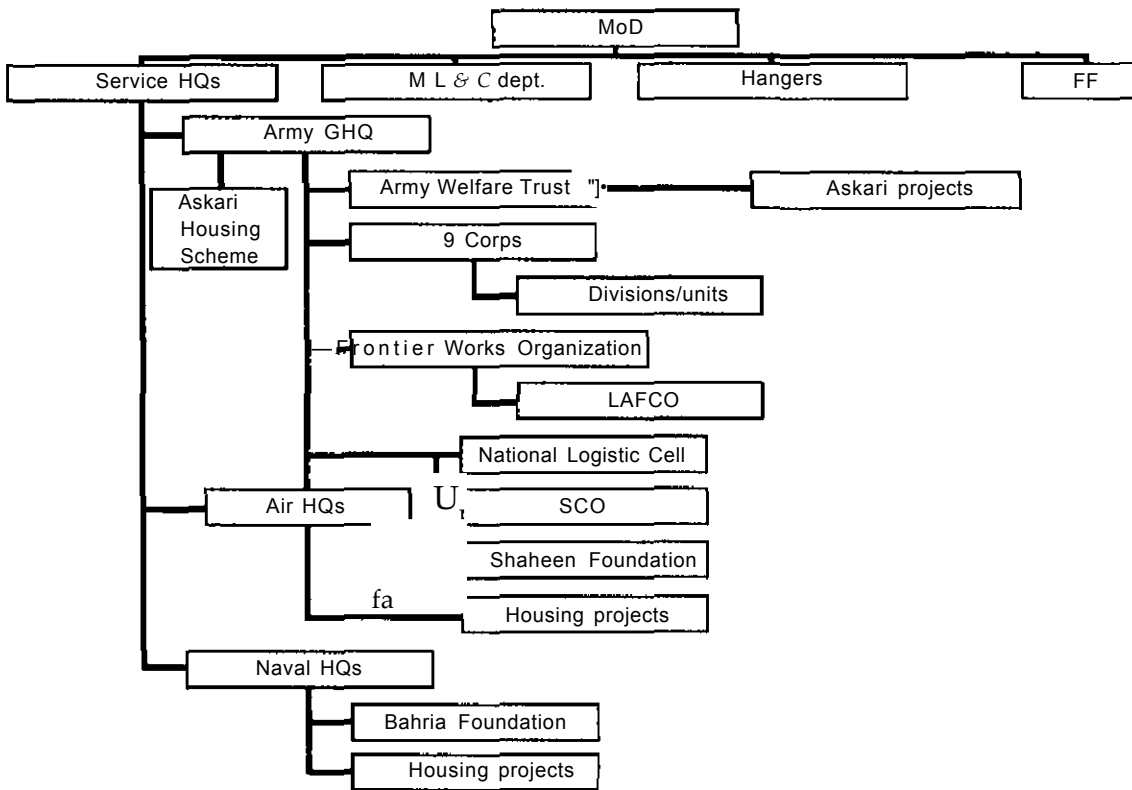 MoD
Service HQs
M L & C dept.
Hangers
FF
Army GHQ
Army Welfare Trust "]•
Askari projects
Askari
Housing
Scheme
9 Corps
Divisions/units
— Frontier Works Organization
LAFCO
National Logistic Cell
Air HQs
U,
SCO
Shaheen Foundation
fa
Housing projects
Naval HQs
Bahria Foundation
Housing projects